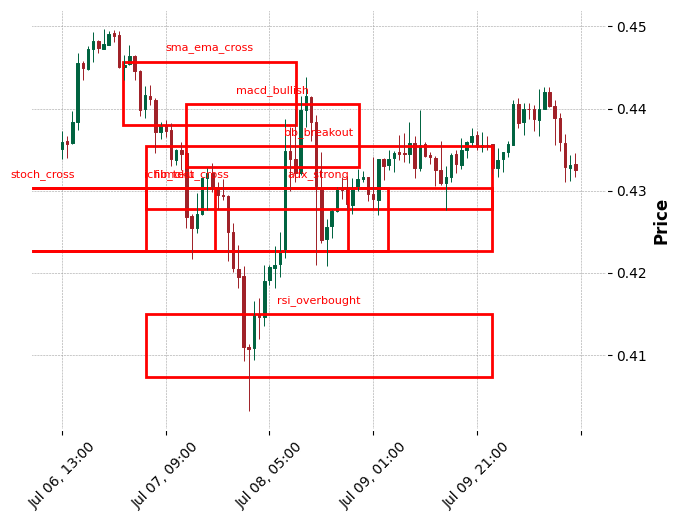 sma_ema_cross
macd_bullish
bb_breakout
stoch_cross
adx_strong
rsi_overbought
0.45
0.44
0.43
0.42
0.41
Price
Jul 06, 13:00
Jul 07, 09:00
Jul 08, 05:00
Jul 09, 01:00
Jul 09, 21:00